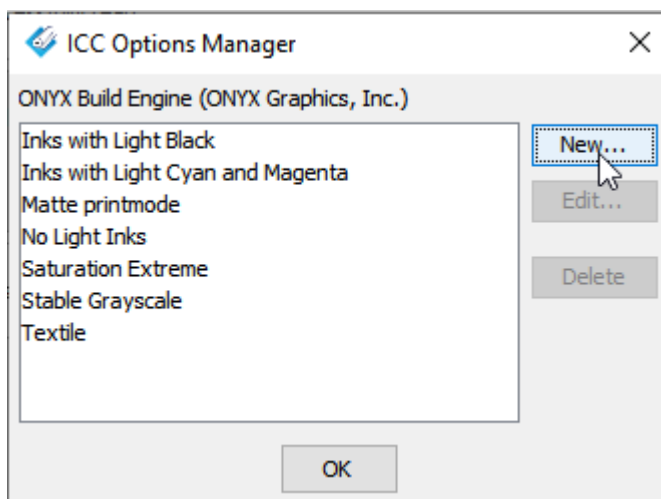 ICC Options Manager
ONYX Build Engine (ONYX Graphics, Inc.)
Inks with Light Black
Inks with Light Cyan and Magenta
Matte printmode
No Light Inks
Saturation Extreme
Stable Grayscale
Textile
New...
Edit...
Delete
OK